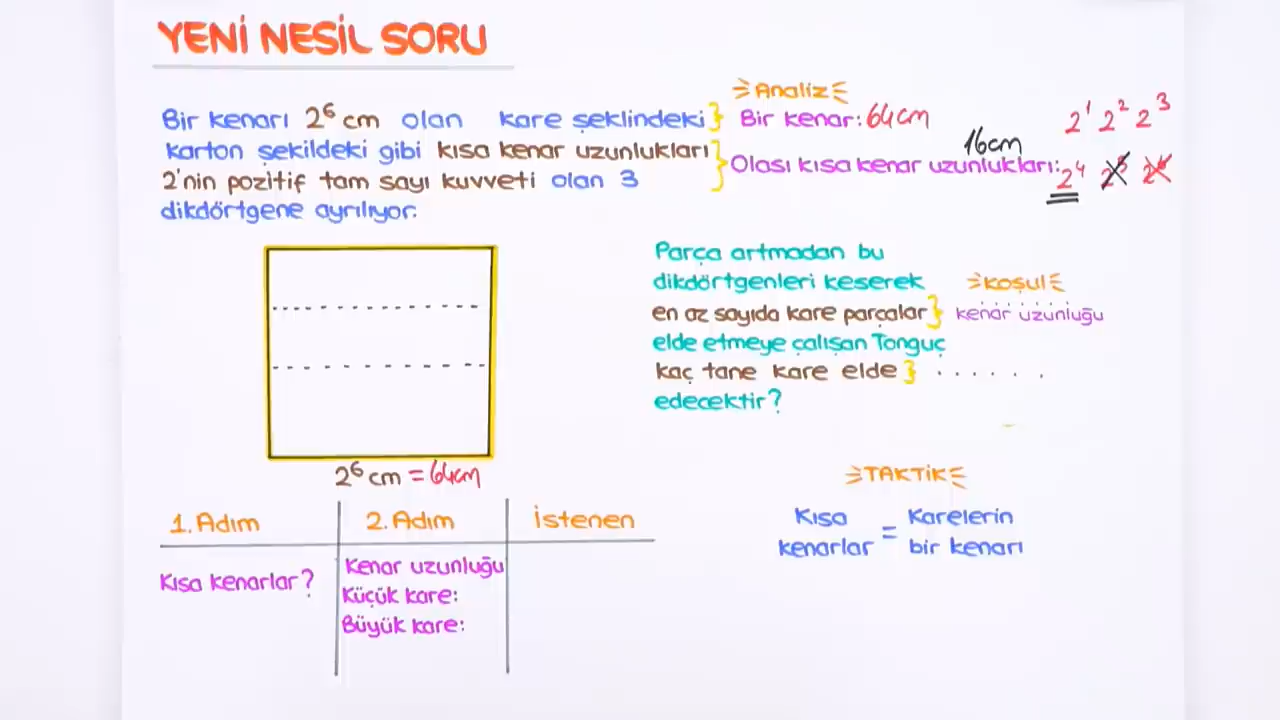 YENİ NESİL SORU
Bir kenarı 2⁶ cm olan kare şeklindeki
karton şekildeki gibi kısa kenar uzunlukları
2'nin pozitif tam sayı kuvveti olan 3
dikdörtgene ayrılıyor.
Analiz
Bir kenar: 64cm
16cm
Olası kısa kenar uzunlukları:
2¹ 2² 2³
2⁴ 2⁵ 2⁶
2⁶ cm = 64cm
Parça artmadan bu
dikdörtgenleri keserek
en az sayıda kare parçalar
elde etmeye çalışan Tonguç
kaç tane kare elde
edecektir?
Koşul
kenar uzunluğu
. . . . . .
TAKTİK
Kısa kenarlar = Karelerin bir kenarı
1. Adım 2. Adım İstenen
Kısa kenarlar?
Kenar uzunluğu
Küçük kare:
Büyük kare: